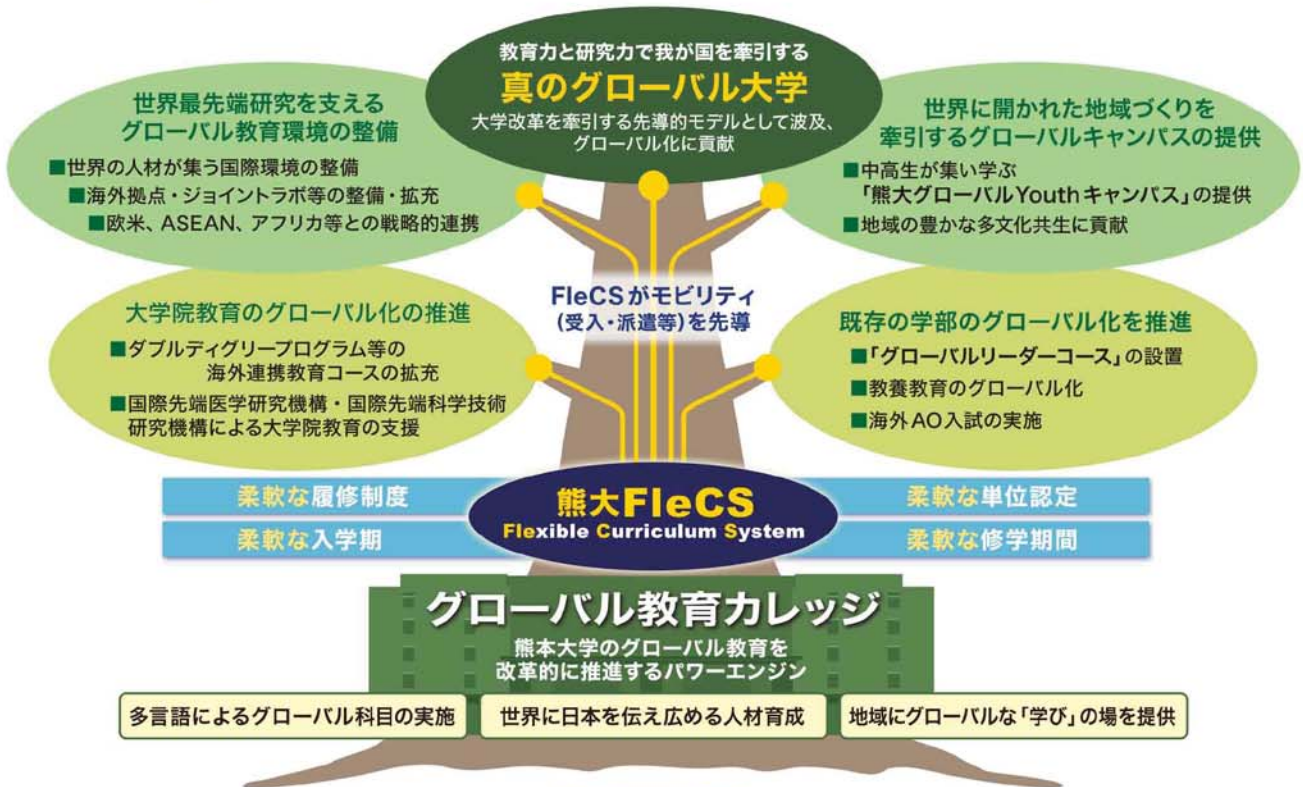 教育力と研究力で我が国を牽引する
真のグローバル大学
大学改革を牽引する先導的モデルとして波及、
グローバル化に貢献
世界最先端研究を支える
グローバル教育環境の整備
■世界の人材が集う国際環境の整備
■海外拠点・ジョイントラボ等の整備・拡充
■欧米、ASEAN、アフリカ等との戦略的連携
世界に開かれた地域づくりを
牽引するグローバルキャンパスの提供
■中高生が集い学ぶ
「熊大グローバルYouthキャンパス」の提供
■地域の豊かな多文化共生に貢献
FleCSがモビリティ
(受入・派遣等)を先導
大学院教育のグローバル化の推進
■ダブルディグリープログラム等の
海外連携教育コースの拡充
■国際先端医学研究機構・国際先端科学技術
研究機構による大学院教育の支援
既存の学部のグローバル化を推進
■「グローバルリーダーコース」の設置
■教養教育のグローバル化
■海外AO入試の実施
柔軟な履修制度
柔軟な入学期
熊大FleCS
Flexible Curriculum System
柔軟な単位認定
柔軟な修学期間
グローバル教育カレッジ
熊本大学のグローバル教育を
改革的に推進するパワーエンジン
多言語によるグローバル科目の実施
世界に日本を伝え広める人材育成
地域にグローバルな「学び」の場を提供